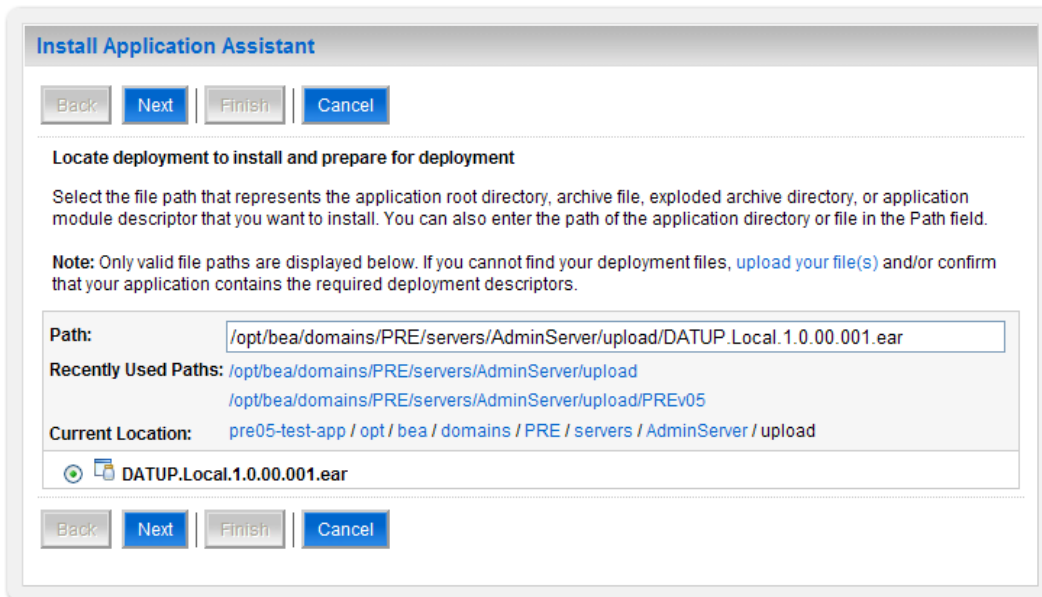 Install Application Assistant
Back Next Finish Cancel
Locate deployment to install and prepare for deployment
Select the file path that represents the application root directory, archive file, exploded archive directory, or application
module descriptor that you want to install. You can also enter the path of the application directory or file in the Path field.
Note: Only valid file paths are displayed below. If you cannot find your deployment files, upload your file(s) and/or confirm
that your application contains the required deployment descriptors.
Path: /opt/bea/domains/PRE/servers/AdminServer/upload/DATUP.Local.1.0.00.001.ear
Recently Used Paths: /opt/bea/domains/PRE/servers/AdminServer/upload
/opt/bea/domains/PRE/servers/AdminServer/upload/PREv05
Current Location: pre05-test-app / opt / bea / domains / PRE / servers / AdminServer / upload
DATUP.Local.1.0.00.001.ear
Back Next Finish Cancel